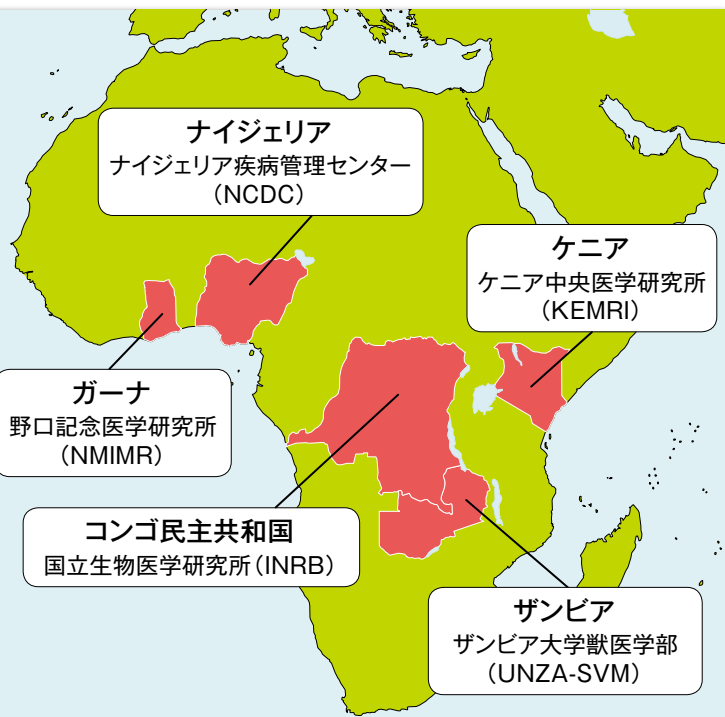 ナイジェリア
ナイジェリア疾病管理センター
（NCDC）
ケニア
ケニア中央医学研究所
（KEMRI）
ガーナ
野口記念医学研究所
（NMIMR）
コンゴ民主共和国
国立生物医学研究所（INRB）
ザンビア
ザンビア大学獣医学部
（UNZA-SVM）